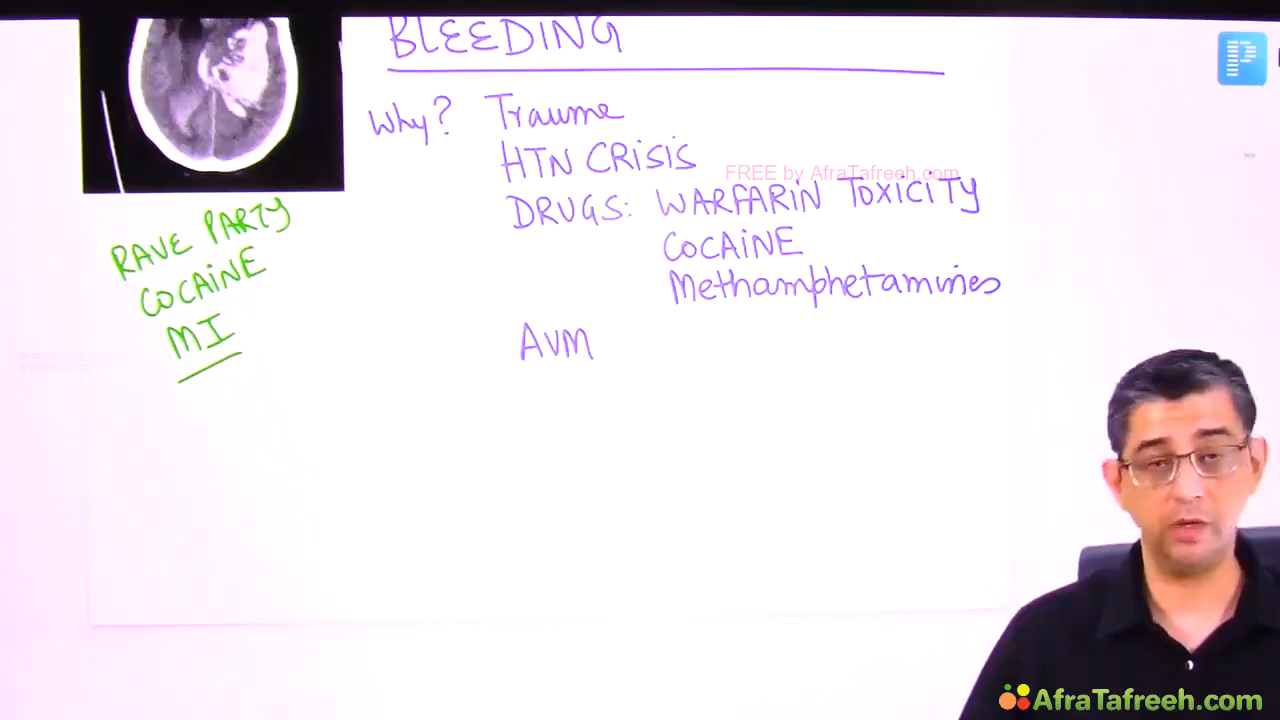 BLEEDING
Why? Traume
HTN CRiSiS
FREE by AfraTafreeh.com
DRUGS: WARFARiN TOXiCiTY
COCAiNE
Methamphetamines
AVM
RAVE PARTY
COCAiNE
MI
P
AfraTafreeh.com